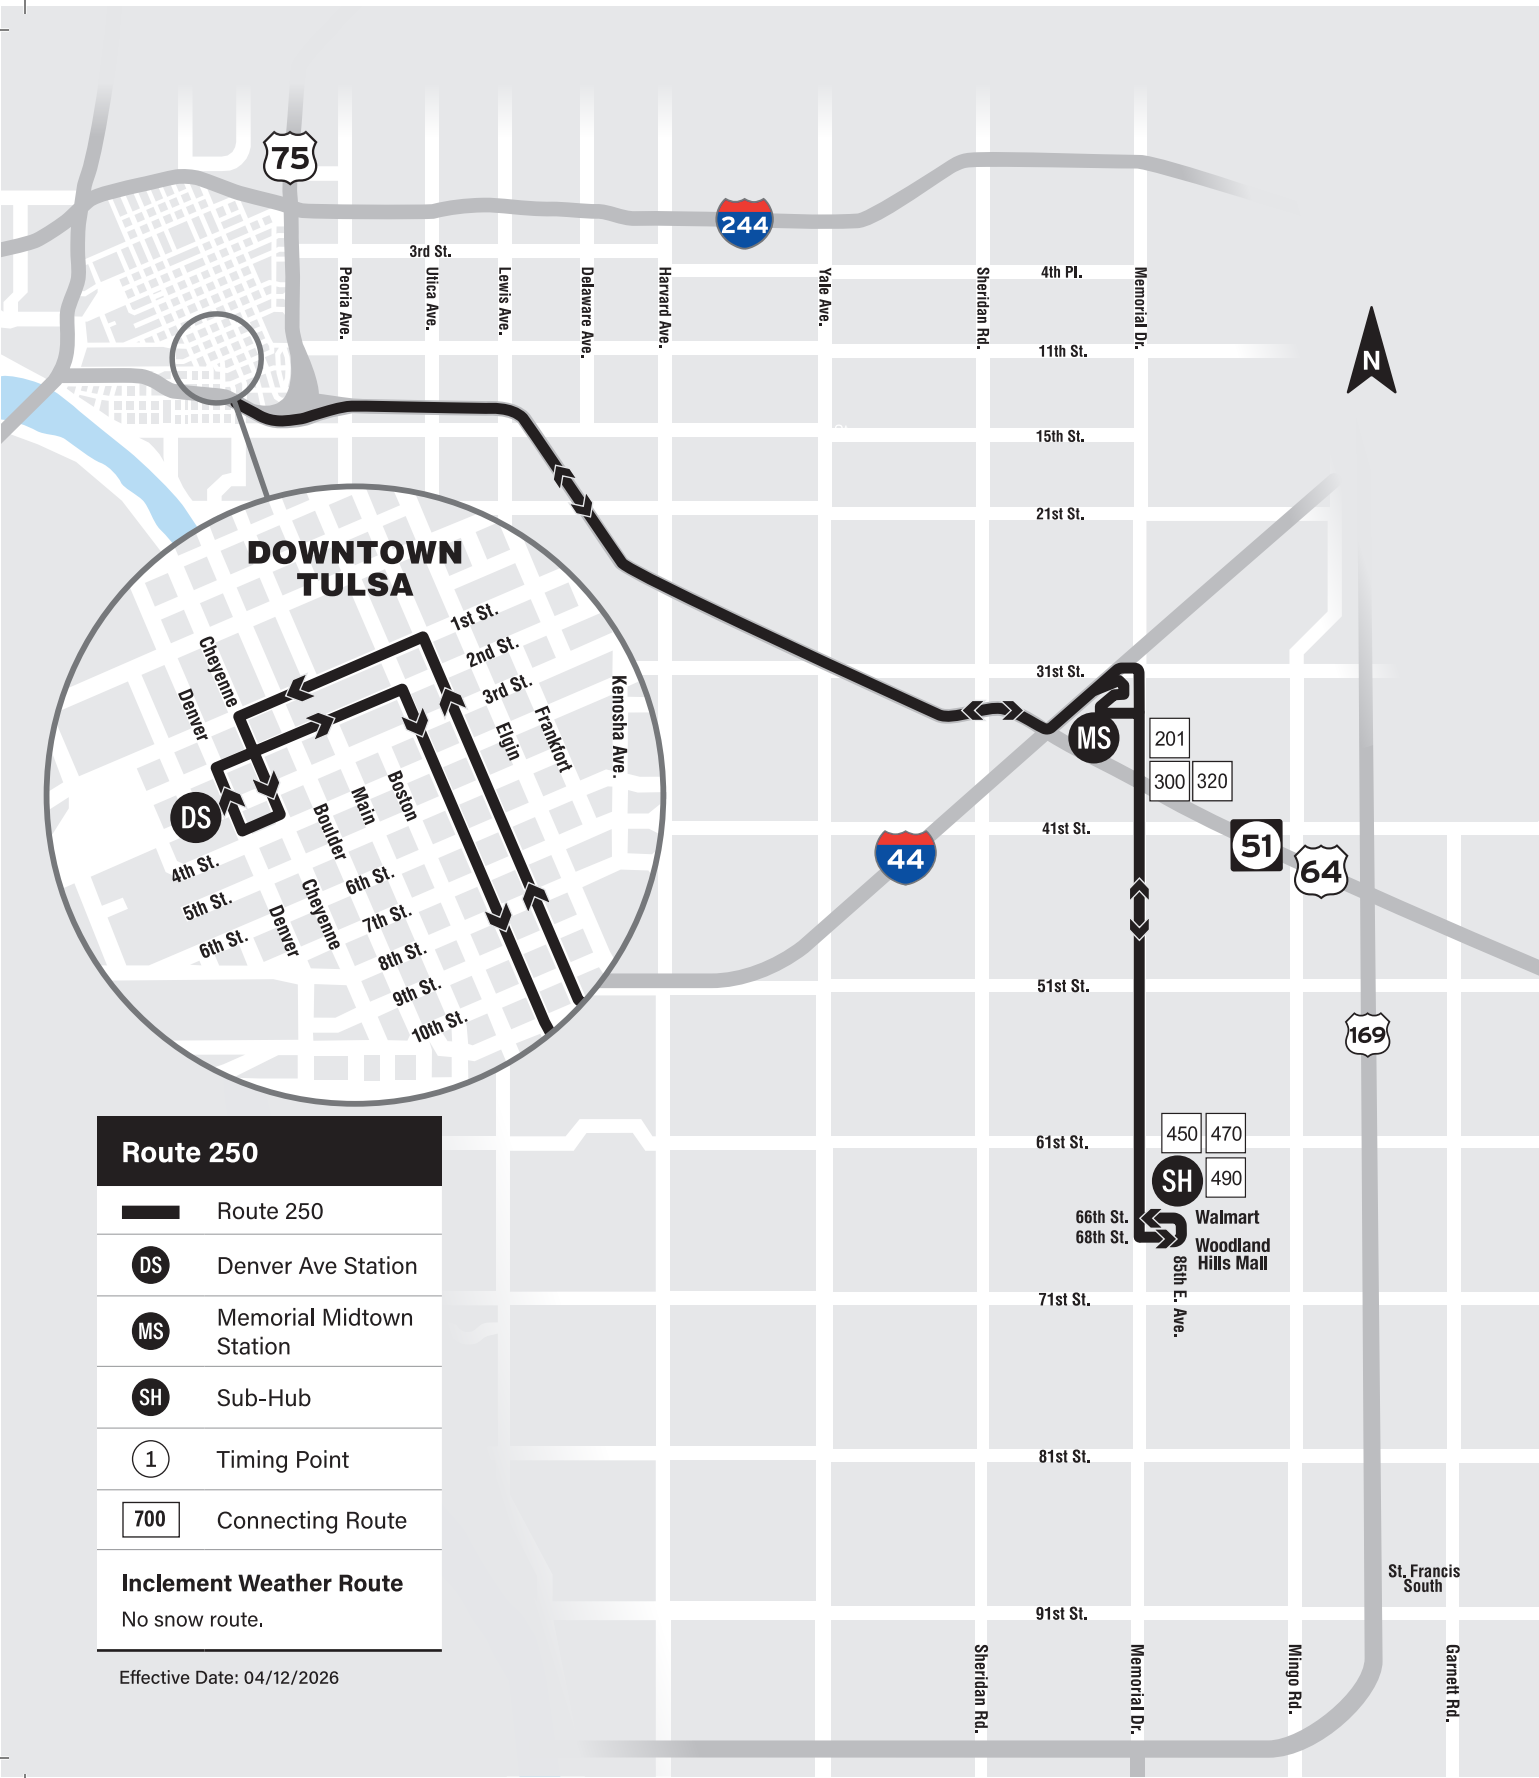 75
244
3rd St.
4th Pl.
Peoria Ave.
Utica Ave.
Lewis Ave.
Delaware Ave.
Harvard Ave.
Yale Ave.
Sheridan Rd.
Memorial Dr.
11th St.
N
15th St.
21st St.
DOWNTOWN
TULSA
1st St.
2nd St.
3rd St.
Cheyenne
Denver
Elgin
Frankfort
Kenosha Ave.
DS
Boston
Main
Boulder
4th St.
5th St.
6th St.
Denver
Cheyenne
6th St.
7th St.
8th St.
9th St.
10th St.
31st St.
MS
201
300
320
41st St.
44
51
64
51st St.
169
61st St.
450
470
SH
490
66th St.
Walmart
68th St.
Woodland
Hills Mall
85th E. Ave.
71st St.
81st St.
St. Francis
South
91st St.
Sheridan Rd.
Memorial Dr.
Mingo Rd.
Garnett Rd.
Route 250
Route 250
DS Denver Ave Station
MS Memorial Midtown
Station
SH Sub-Hub
1 Timing Point
700 Connecting Route
Inclement Weather Route
No snow route.
Effective Date: 04/12/2026